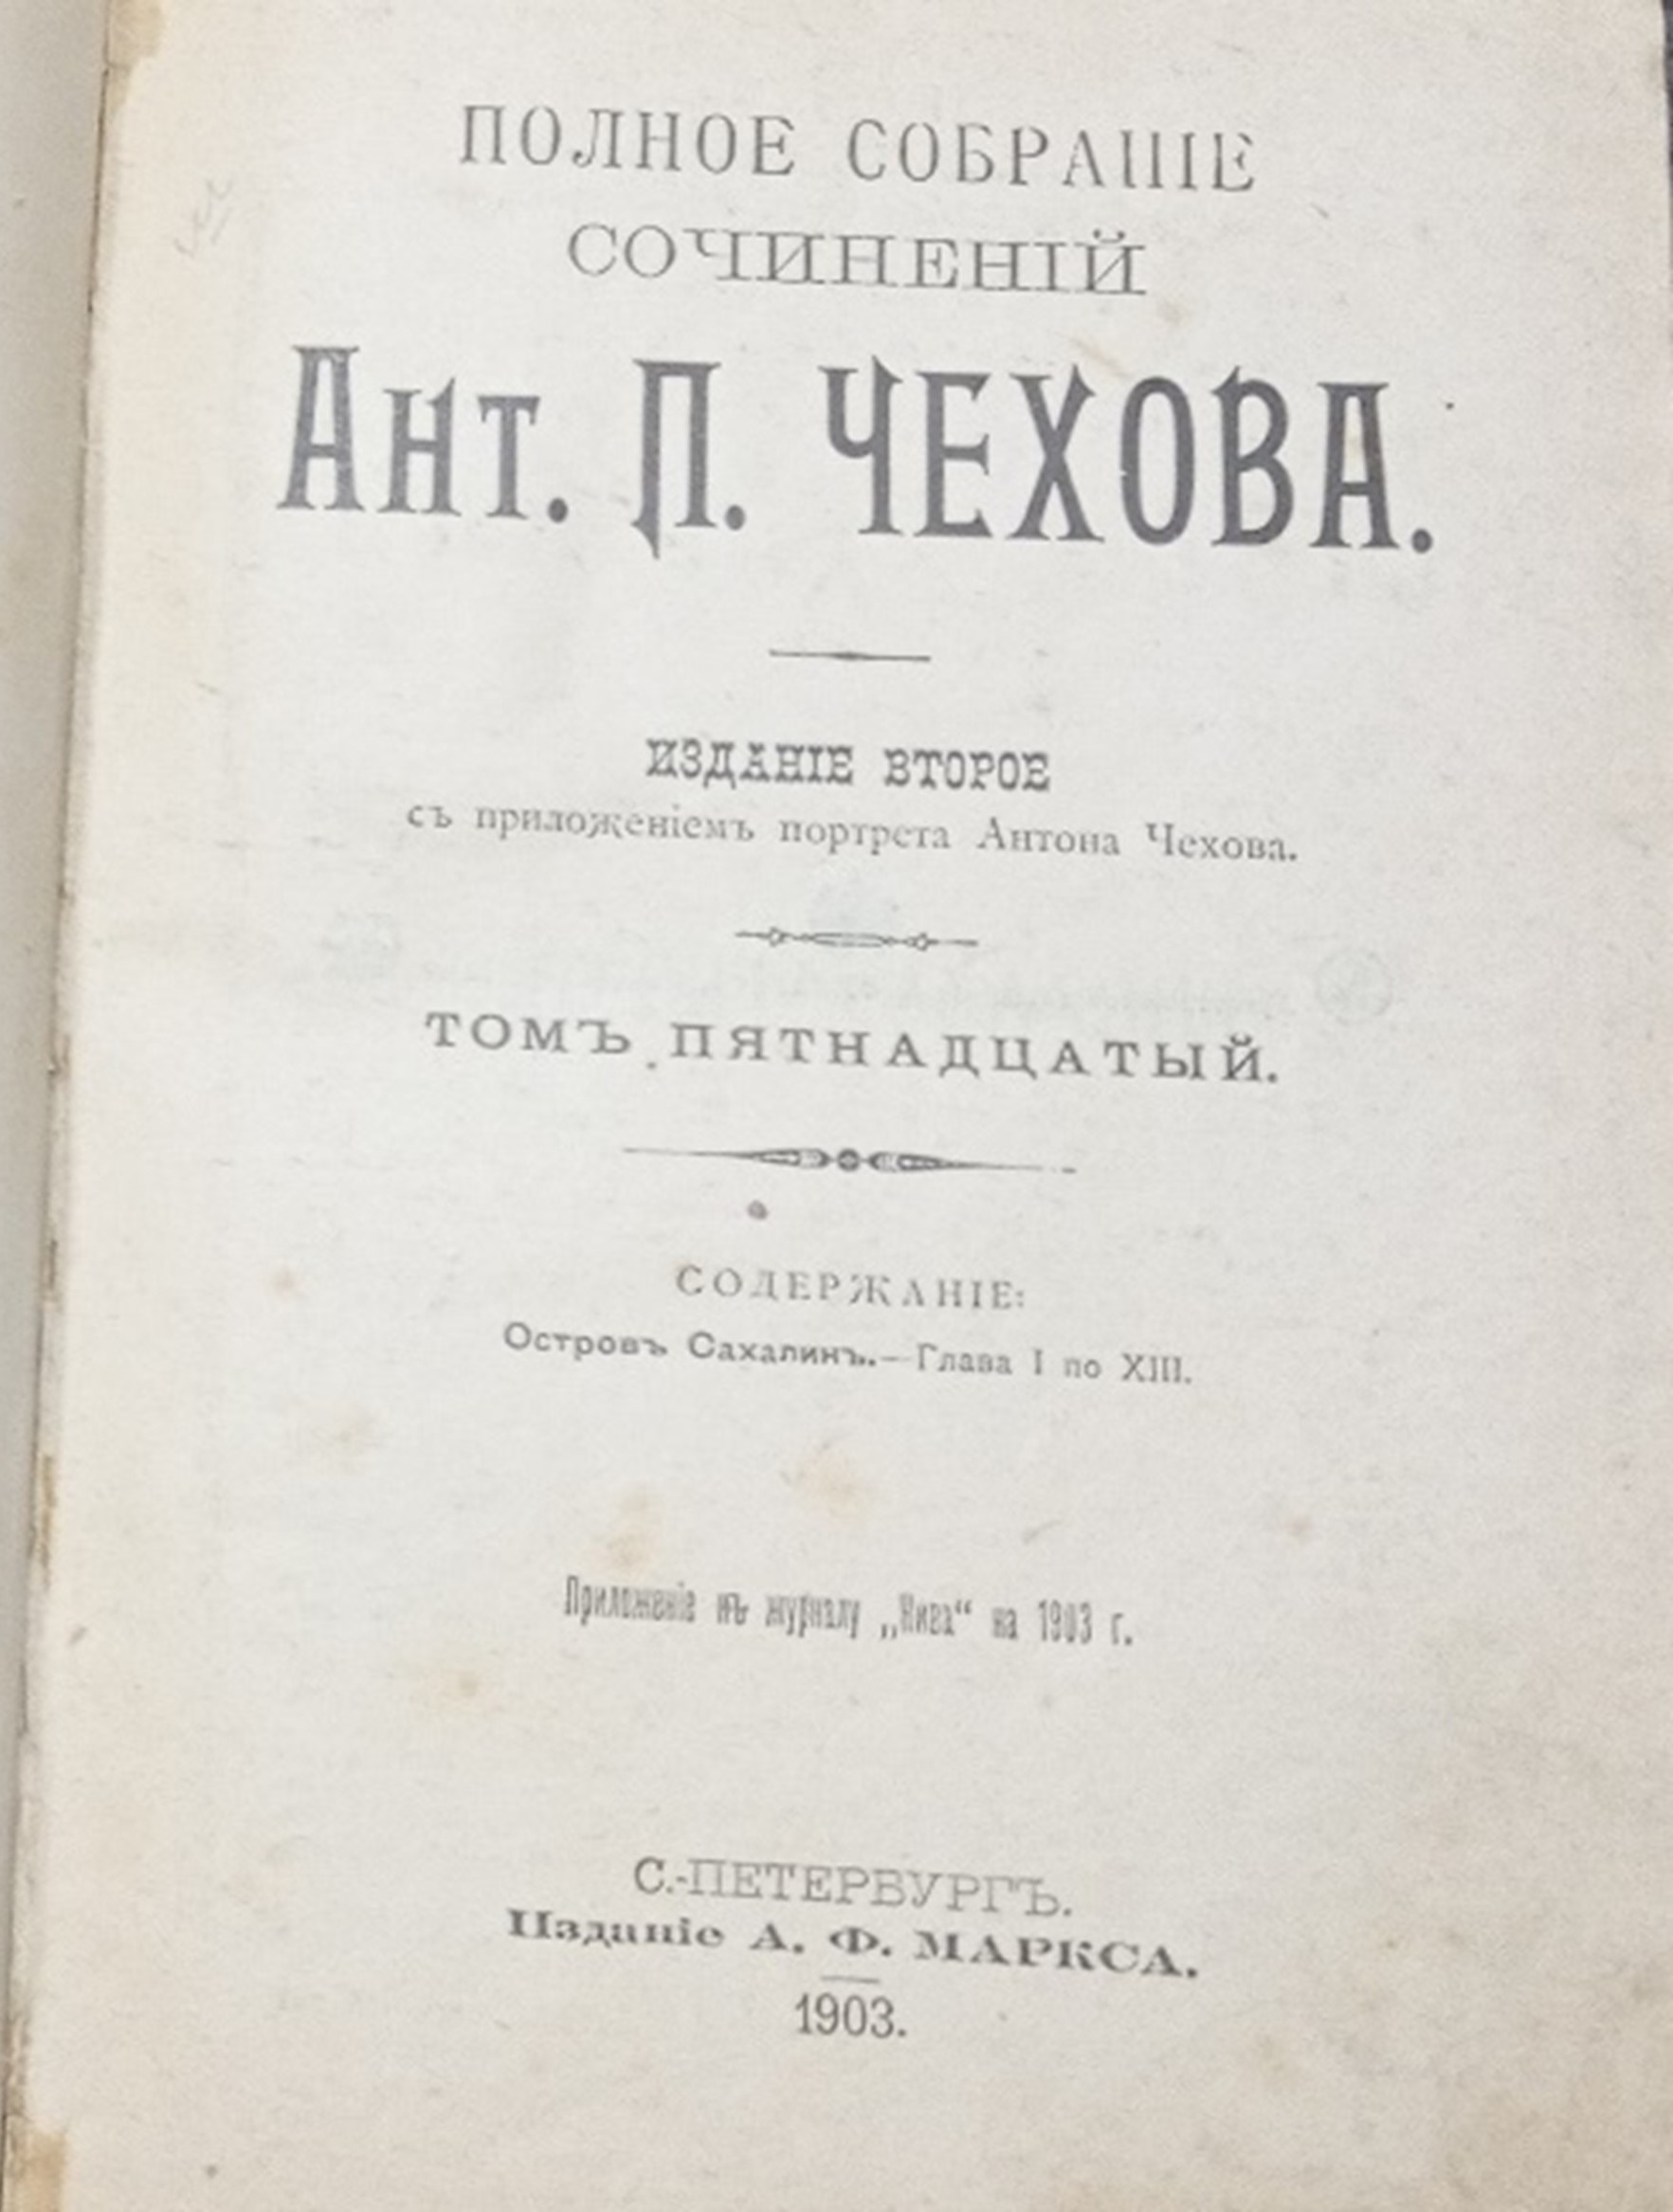 ПОЛНОЕ СОБРАНІЕ
СОЧИНЕНІЙ
Ант. П. ЧЕХОВА.
ИЗДАНІЕ ВТОРОЕ
съ приложеніемъ портрета Антона Чехова.
ТОМЪ ПЯТНАДЦАТЫЙ.
СОДЕРЖАНІЕ:
Островъ Сахалинъ.—Глава I по XIII.
Приложеніе къ журналу „Нива“ на 1903 г.
С.-ПЕТЕРБУРГЪ.
Изданіе А. Ф. МАРКСА.
1903.